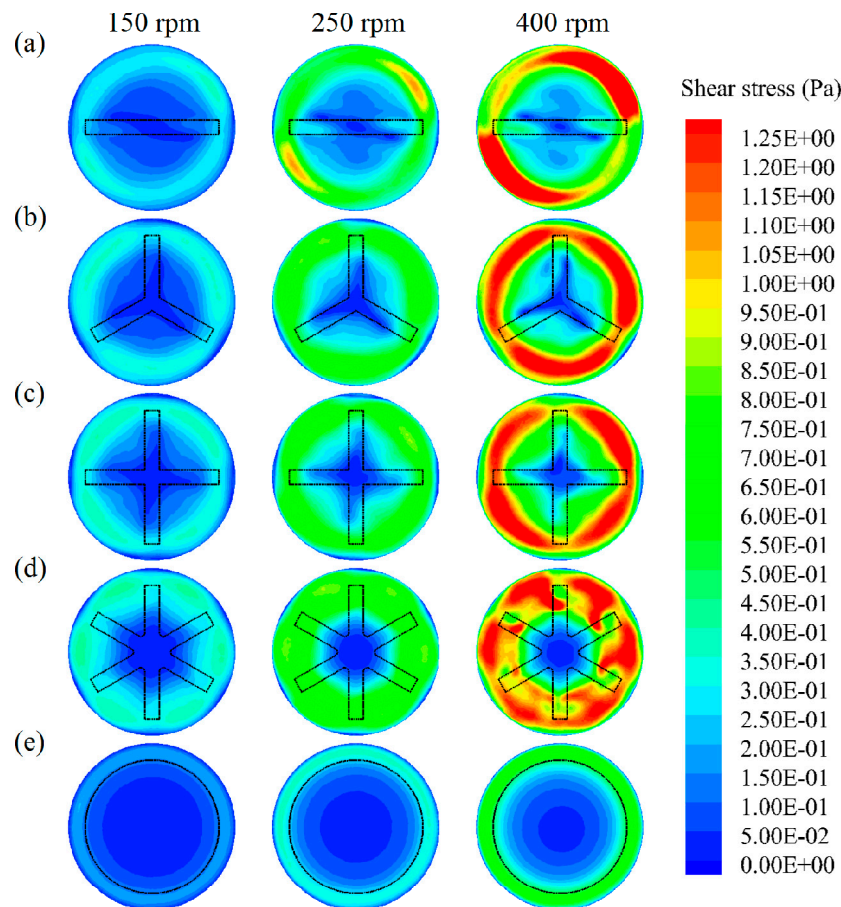 150 rpm 250 rpm 400 rpm
(a)
Shear stress (Pa)
(b)
(c)
(d)
(e)
1.25E+00
1.20E+00
1.15E+00
1.10E+00
1.05E+00
1.00E+00
9.50E-01
9.00E-01
8.50E-01
8.00E-01
7.50E-01
7.00E-01
6.50E-01
6.00E-01
5.50E-01
5.00E-01
4.50E-01
4.00E-01
3.50E-01
3.00E-01
2.50E-01
2.00E-01
1.50E-01
1.00E-01
5.00E-02
0.00E+00